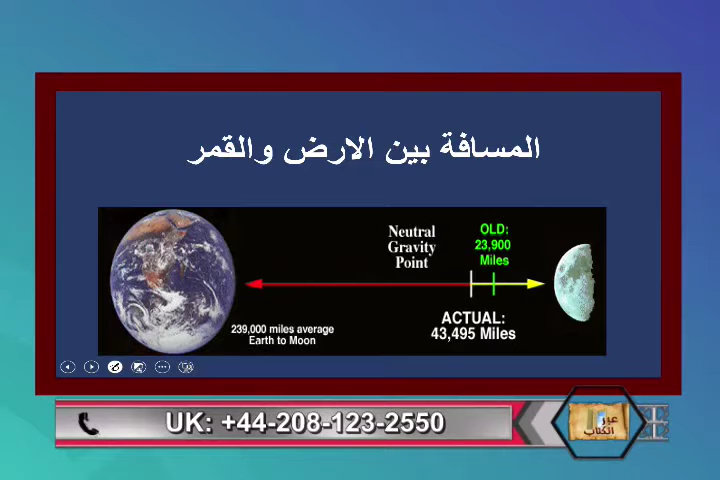 المسافة بين الارض والقمر
Neutral
Gravity
Point
OLD:
23,900
Miles
239,000 miles average
Earth to Moon
ACTUAL:
43,495 Miles
UK: +44-208-123-2550
الكتاب